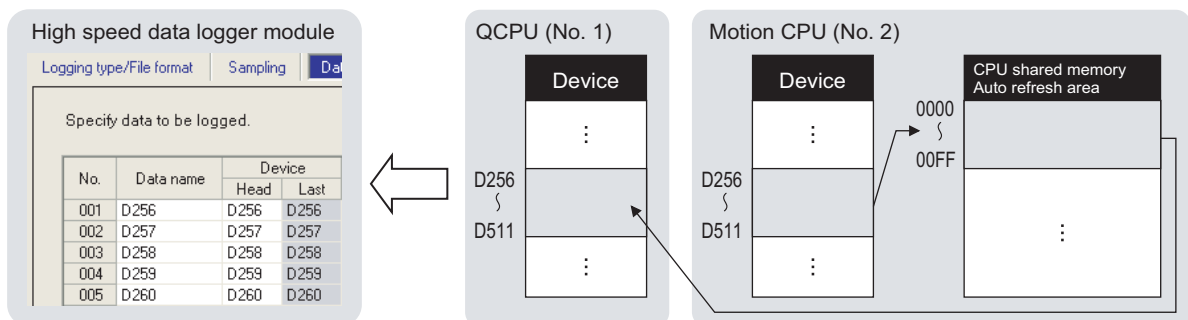 High speed data logger module
Logging type/File format Sampling Da
Specify data to be logged.
No. Data name Device
Head Last
001 D256 D256 D256
002 D257 D257 D257
003 D258 D258 D258
004 D259 D259 D259
005 D260 D260 D260
QCPU (No. 1)
Device
⋮
D256
~
D511
⋮
Motion CPU (No. 2)
Device
⋮
D256
~
D511
⋮
CPU shared memory
Auto refresh area
0000
~
00FF
⋮